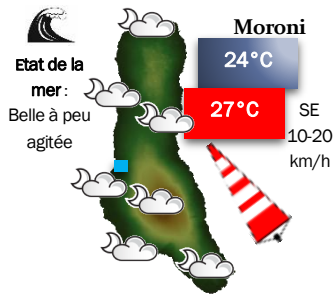 Moroni
24°C
27°C
SE
10-20
km/h
Etat de la
mer :
Belle à peu
agitée